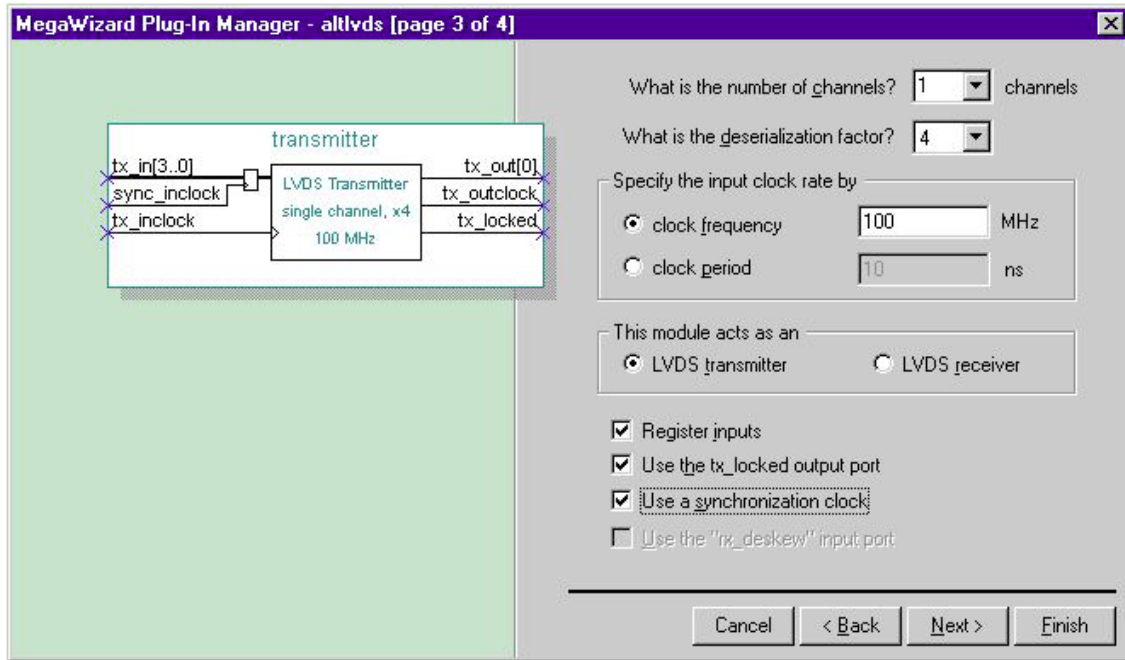 MegaWizard Plug-In Manager - altlvds [page 3 of 4]
What is the number of channels? 1 channels
What is the deserialization factor? 4
transmitter
tx_in[3..0] tx_out[0]
sync_inclock tx_outclock
tx_inclock tx_locked
LVDS Transmitter
single channel, x4
100 MHz
Specify the input clock rate by
clock frequency 100 MHz
clock period 10 ns
This module acts as an
LVDS transmitter LVDS receiver
Register inputs
Use the tx_locked output port
Use a synchronization clock
Use the "rx_deskew" input port
Cancel < Back Next > Finish